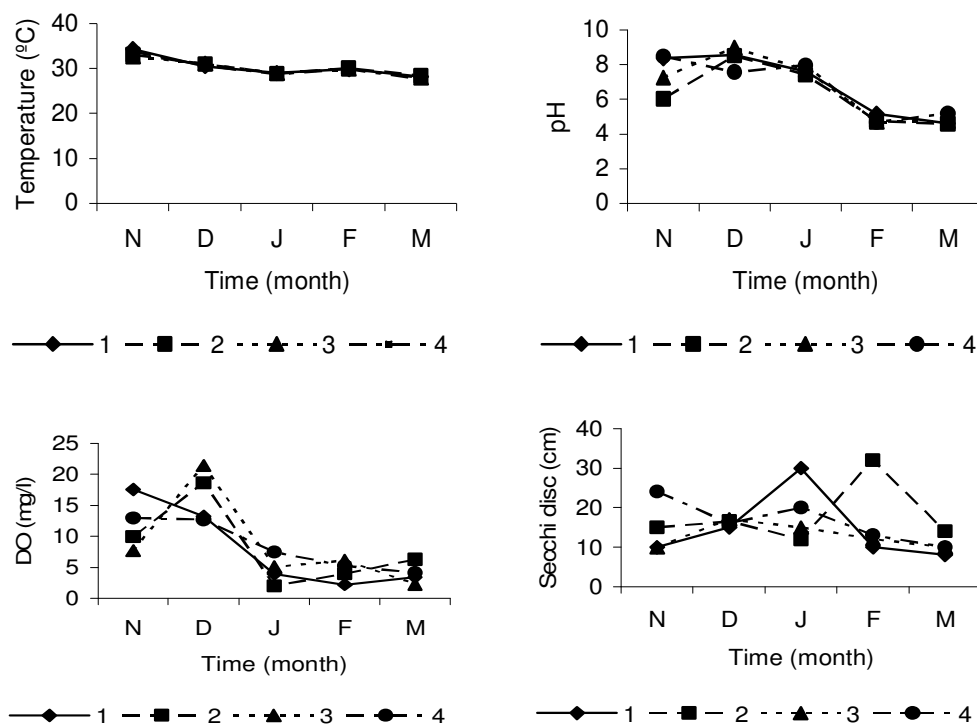 Temperature (ºC)
40
30
20
10
0
N D J F M
Time (month)
1 2 3 4
pH
10
8
6
4
2
0
N D J F M
Time (month)
1 2 3 4
DO (mg/l)
25
20
15
10
5
0
N D J F M
Time (month)
1 2 3 4
Secchi disc (cm)
40
30
20
10
0
N D J F M
Time (month)
1 2 3 4